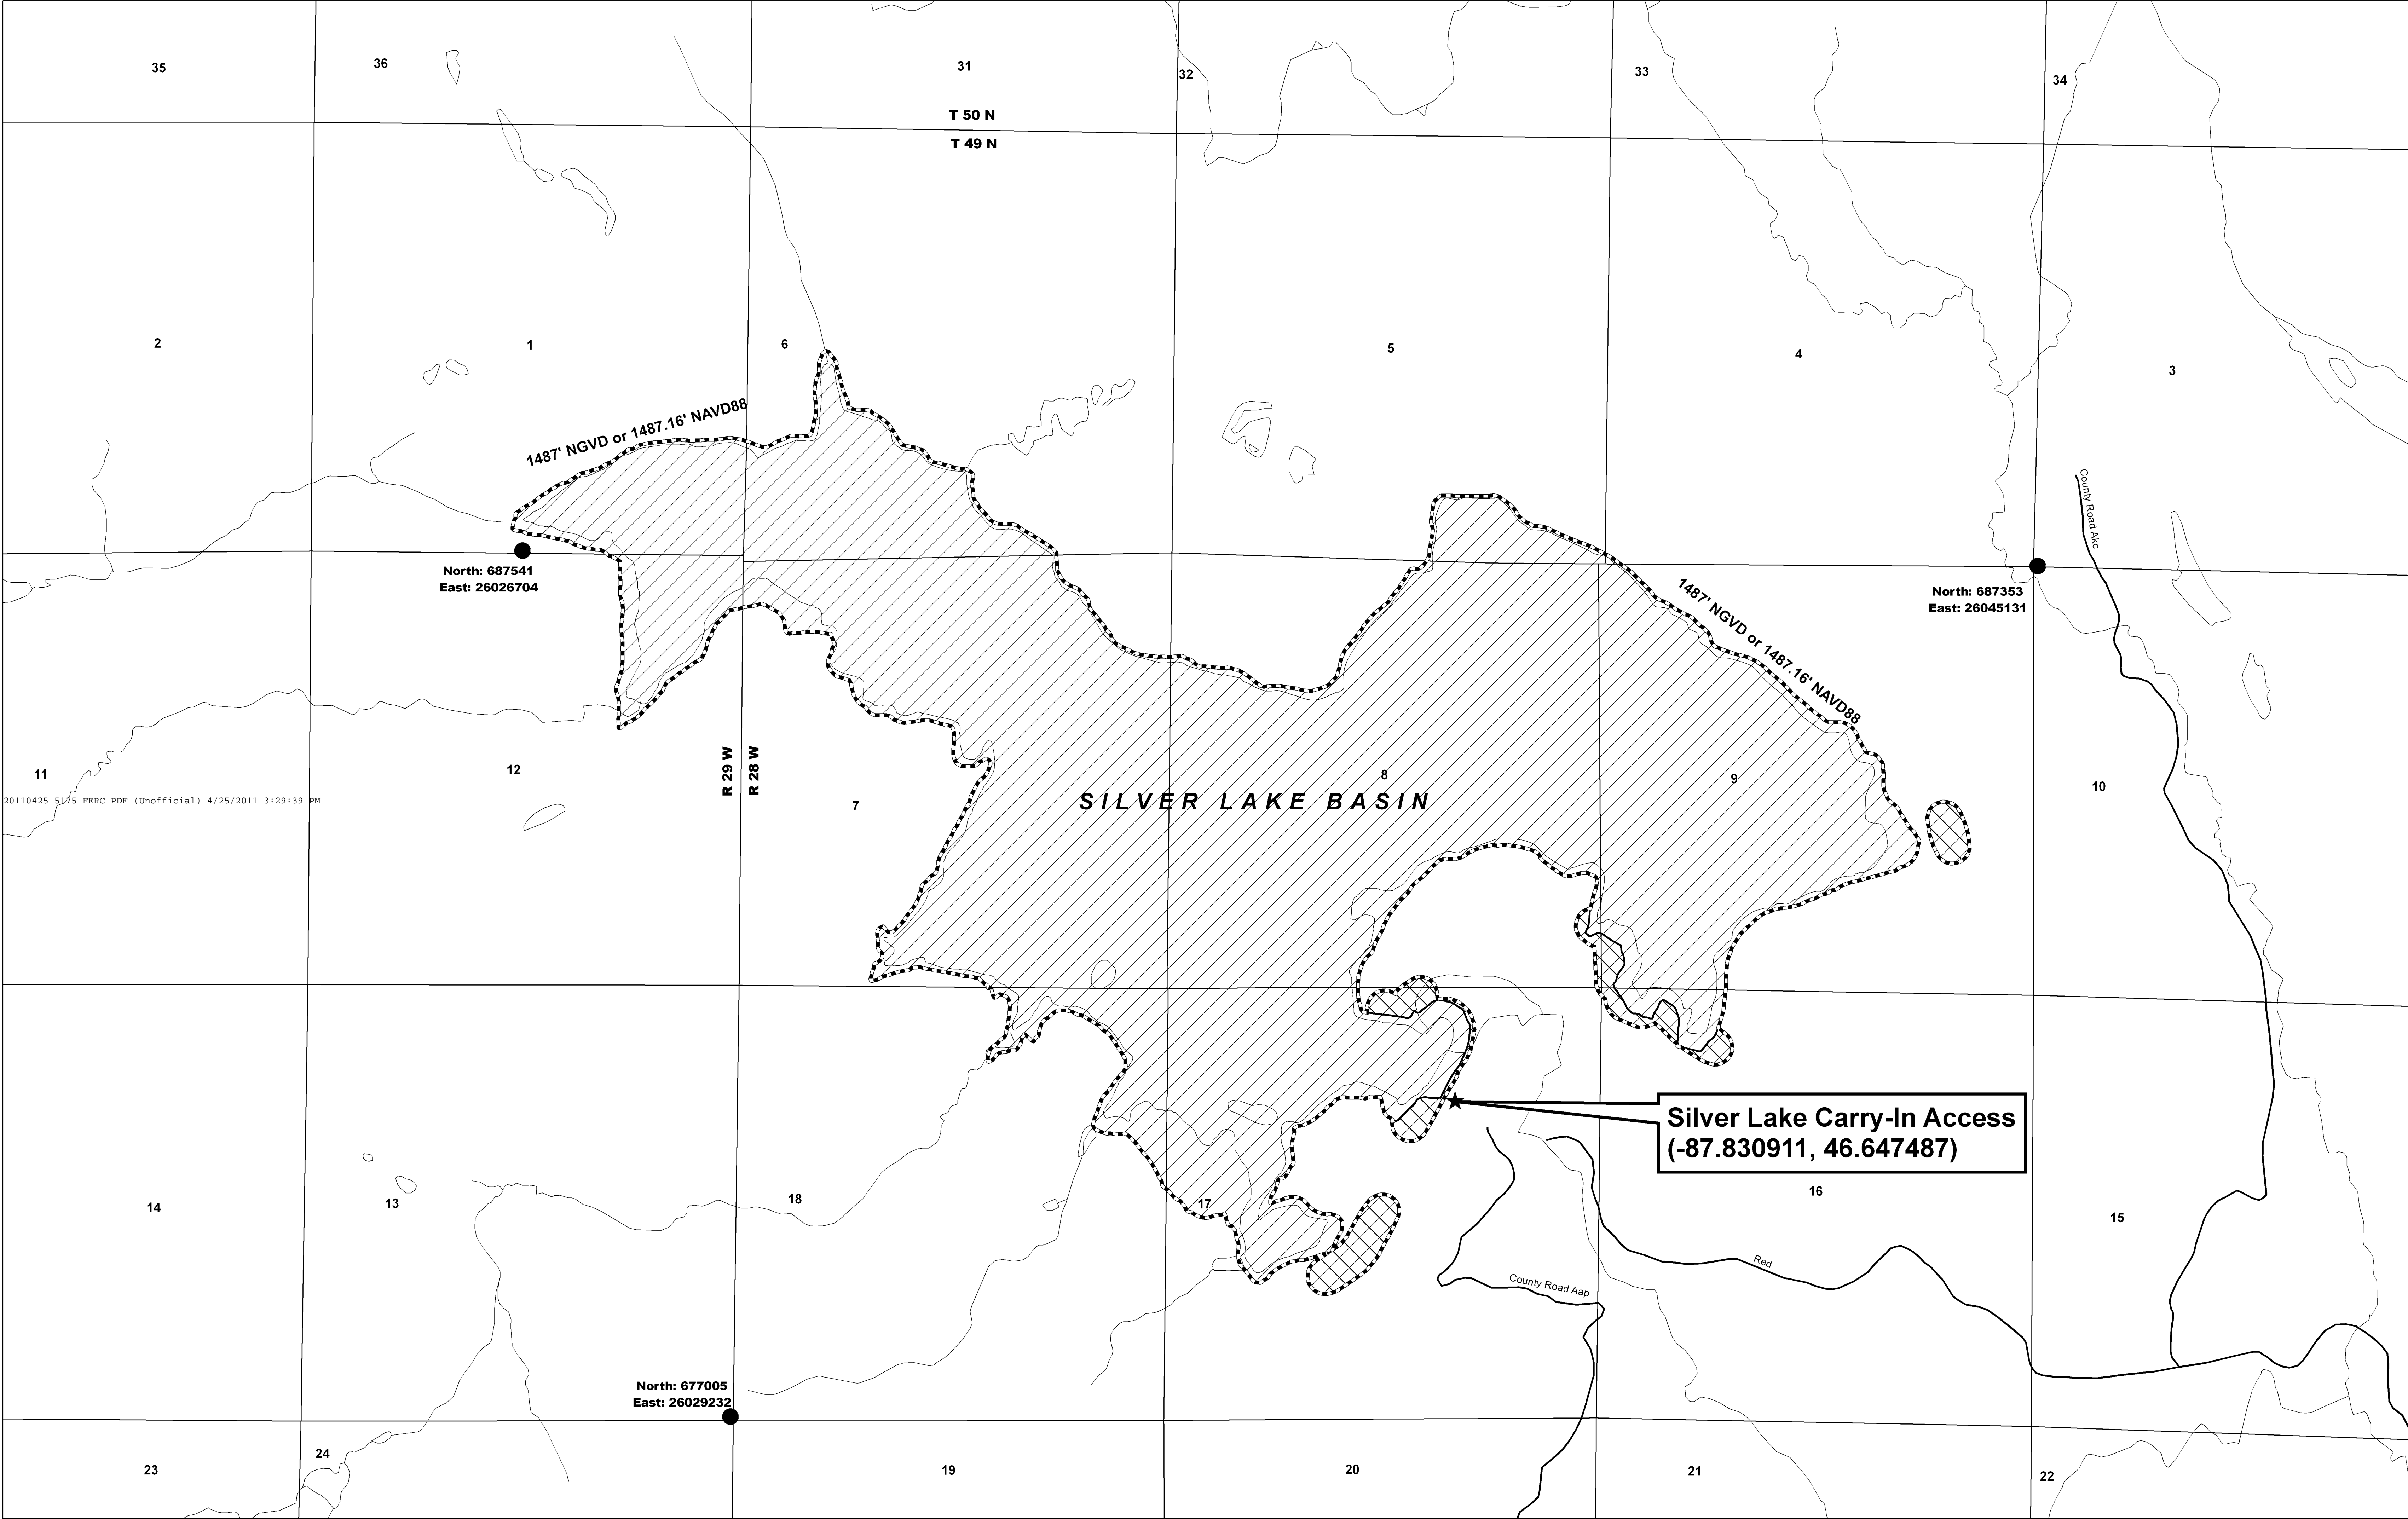 35
36
31
32
33
34
T 50 N
T 49 N
2
1
6
5
4
3
1487' NGVD or 1487.16' NAVD88
County Road Akc
North: 687541
East: 26026704
North: 687353
East: 26045131
1487' NGVD or 1487.16' NAVD88
R 29 W
R 28 W
11
12
7
8
9
10
SILVER LAKE BASIN
20110425-5175 FERC PDF (Unofficial) 4/25/2011 3:29:39 PM
Silver Lake Carry-In Access
(-87.830911, 46.647487)
14
13
18
17
16
15
Red
County Road Aap
North: 677005
East: 26029232
23
24
19
20
21
22